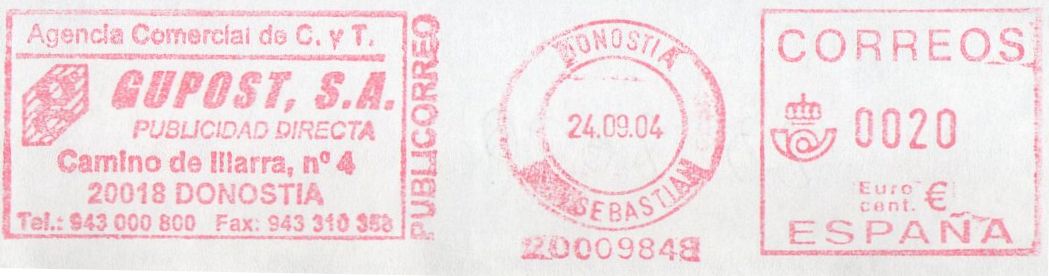 Agencia Comercial de C. y T.
GUPOST, S.A.
PUBLICIDAD DIRECTA
Camino de Illarra, nº 4
20018 DONOSTIA
Tel.: 943 000 800 Fax: 943 310 358
PUBLICORREO
DONOSTIA
24.09.04
SEBASTIAN
20009848
CORREOS
0020
Euro
cent. €
ESPAÑA